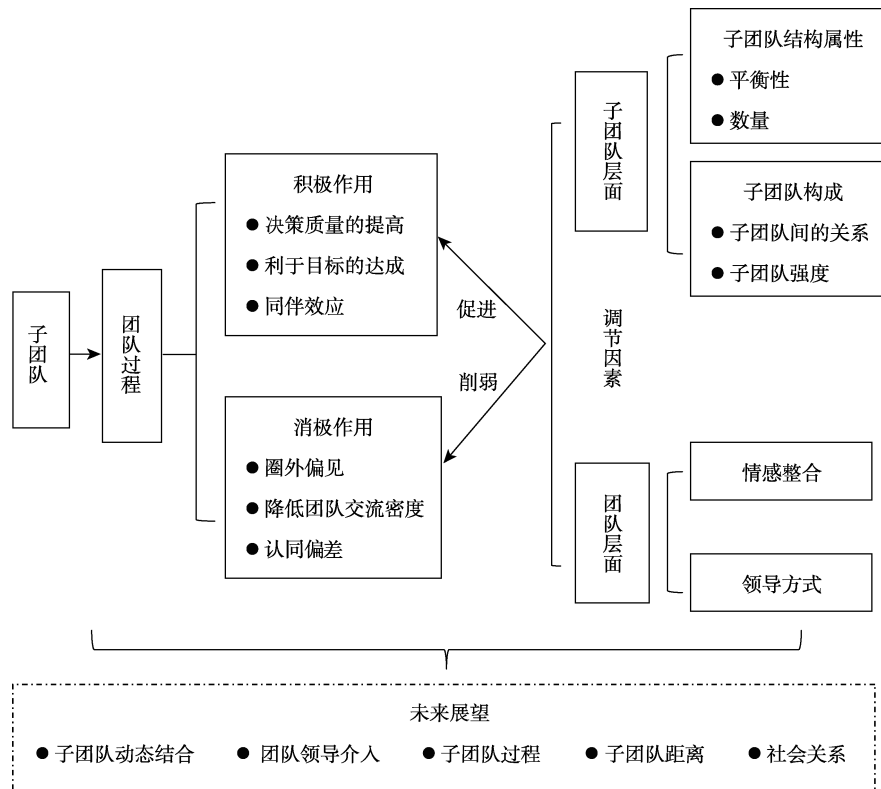 子团队
团队过程
积极作用
● 决策质量的提高
● 利于目标的达成
● 同伴效应
消极作用
● 圈外偏见
● 降低团队交流密度
● 认同偏差
促进
削弱
调节因素
子团队层面
子团队结构属性
● 平衡性
● 数量
子团队构成
● 子团队间的关系
● 子团队强度
团队层面
情感整合
领导方式
未来展望
● 子团队动态结合 ● 团队领导介入 ● 子团队过程 ● 子团队距离 ● 社会关系